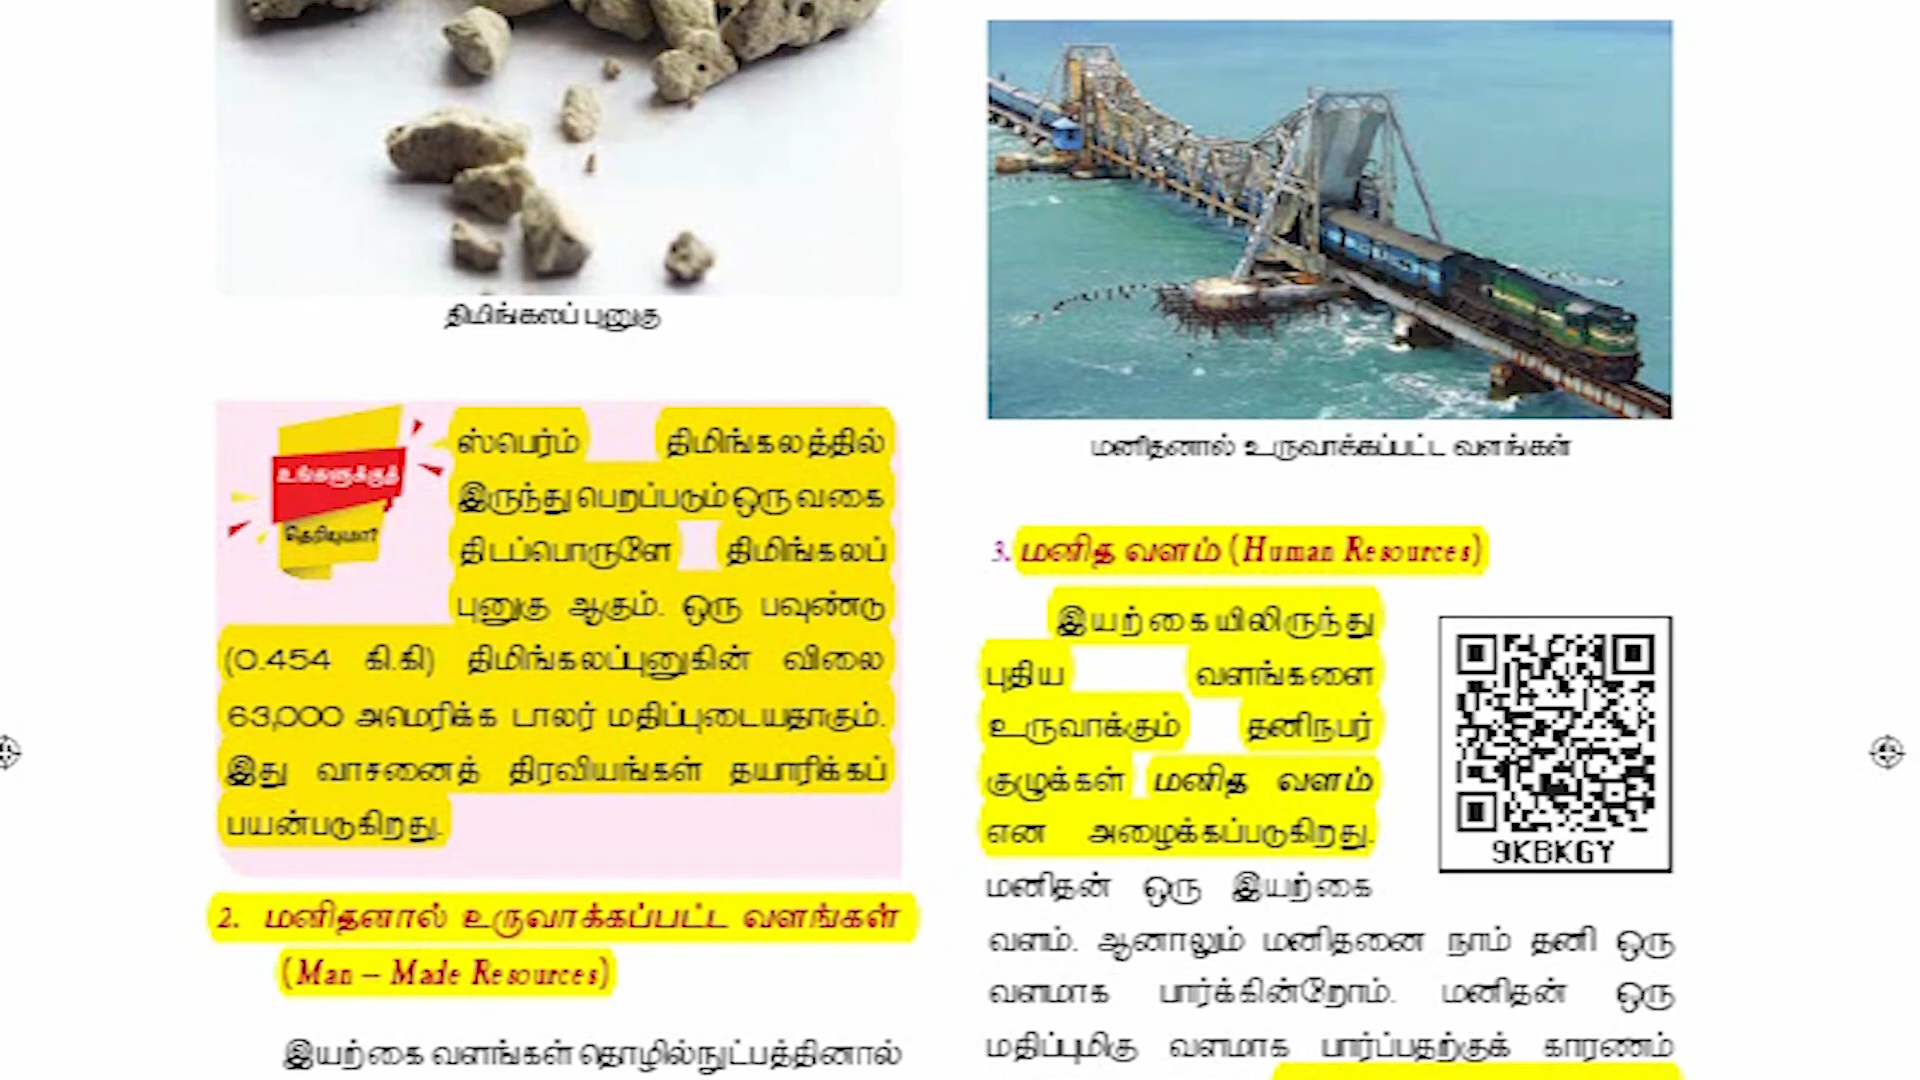 திமிங்கலப் புனுகு
உங்களுக்குத்
தெரியுமா?
ஸ்பெர்ம் திமிங்கலத்தில்
இருந்து பெறப்படும் ஒரு வகை
திடப்பொருளே திமிங்கலப்
புனுகு ஆகும். ஒரு பவுண்டு
(0.454 கி.கி) திமிங்கலப்புனுகின் விலை
63,000 அமெரிக்க டாலர் மதிப்புடையதாகும்.
இது வாசனைத் திரவியங்கள் தயாரிக்கப்
பயன்படுகிறது.
2. மனிதனால் உருவாக்கப்பட்ட வளங்கள்
(Man – Made Resources)
இயற்கை வளங்கள் தொழில்நுட்பத்தினால்
மனிதனால் உருவாக்கப்பட்ட வளங்கள்
3. மனித வளம் (Human Resources)
இயற்கையிலிருந்து
புதிய வளங்களை
உருவாக்கும் தனிநபர்
குழுக்கள் மனித வளம்
என அழைக்கப்படுகிறது.
மனிதன் ஒரு இயற்கை
வளம். ஆனாலும் மனிதனை நாம் தனி ஒரு
வளமாக பார்க்கின்றோம். மனிதன் ஒரு
மதிப்புமிகு வளமாக பார்ப்பதற்குக் காரணம்
9KBKGY